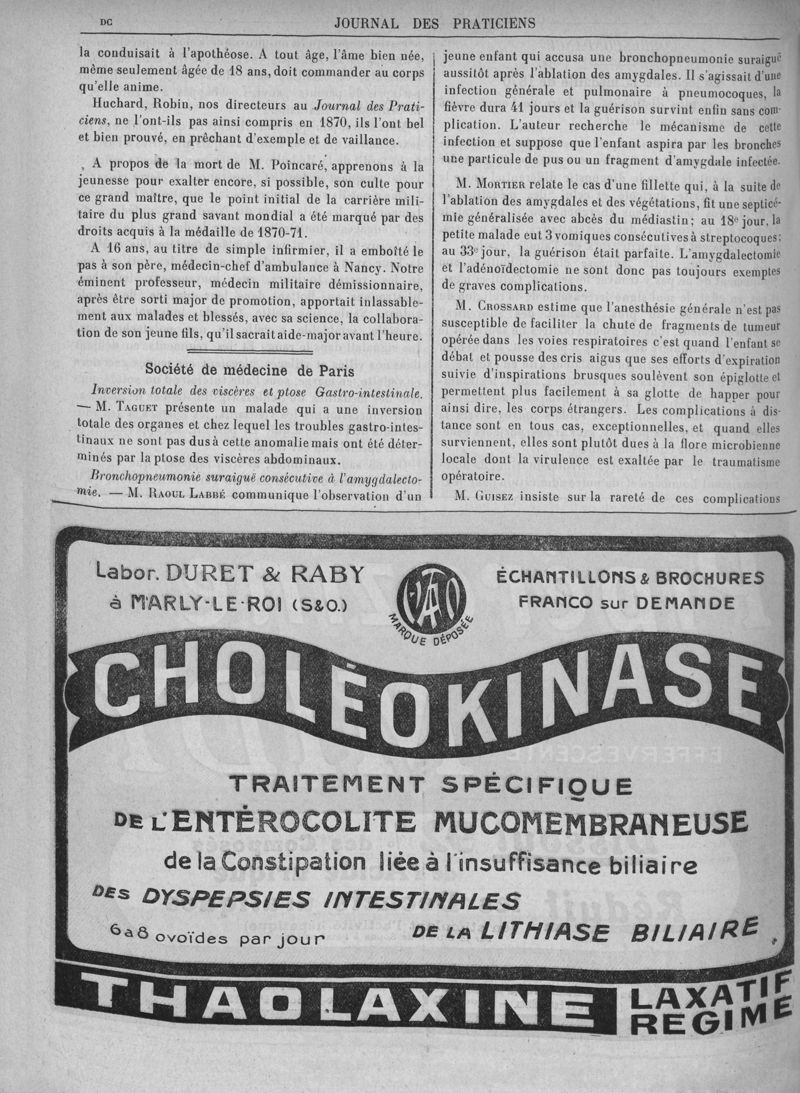 DC
JOURNAL DES PRATICIENS
la conduisait à l'apothéose. A tout âge, l'âme bien née,
même seulement âgée de 18 ans, doit commander au corps
qu'elle anime.
Huchard, Robin, nos directeurs au Journal des Prati-
ciens, ne l'ont-ils pas ainsi compris en 1870, ils l'ont bel
et bien prouvé, en prêchant d'exemple et de vaillance.
A propos de la mort de M. Poincaré, apprenons à la
jeunesse pour exalter encore, si possible, son culte pour
ce grand maître, que le point initial de la carrière mili-
taire du plus grand savant mondial a été marqué par des
droits acquis à la médaille de 1870-71.
A 16 ans, au titre de simple infirmier, il a emboîté le
pas à son père, médecin-chef d'ambulance à Nancy. Notre
éminent professeur, médecin militaire démissionnaire,
après être sorti major de promotion, apportait inlassable-
ment aux malades et blessés, avec sa science, la collabora-
tion de son jeune fils, qu'il sacrait aide-major avant l'heure.
Société de médecine de Paris
Inversion totale des viscères et ptose Gastro-intestinale.
— M. TAGUET présente un malade qui a une inversion
totale des organes et chez lequel les troubles gastro-intes-
tinaux ne sont pas dus à cette anomalie mais ont été déter-
minés par la ptose des viscères abdominaux.
Bronchopneumonie suraiguë consécutive à l'amygdalecto-
mie. — M. RAOUL LABBÉ communique l'observation d'un
jeune enfant qui accusa une bronchopneumonie suraiguë
aussitôt après l'ablation des amygdales. Il s'agissait d'une
infection générale et pulmonaire à pneumocoques, la
fièvre dura 41 jours et la guérison survint enfin sans com-
plication. L'auteur recherche le mécanisme de cette
infection et suppose que l'enfant aspira par les bronches
une particule de pus ou un fragment d'amygdale infectée.
M. MORTIER relate le cas d'une fillette qui, à la suite de
l'ablation des amygdales et des végétations, fit une septicé-
mie généralisée avec abcès du médiastin; au 18e jour, la
petite malade eut 3 vomiques consécutives à streptocoques;
au 33e jour, la guérison était parfaite. L'amygdalectomie
et l'adénoïdectomie ne sont donc pas toujours exemptes
de graves complications.
M. CROSSARD estime que l'anesthésie générale n'est pas
susceptible de faciliter la chute de fragments de tumeur
opérée dans les voies respiratoires c'est quand l'enfant se
débat et pousse des cris aigus que ses efforts d'expiration
suivie d'inspirations brusques soulèvent son épiglotte et
permettent plus facilement à sa glotte de happer pour
ainsi dire, les corps étrangers. Les complications à dis-
tance sont en tous cas, exceptionnelles, et quand elles
surviennent, elles sont plutôt dues à la flore microbienne
locale dont la virulence est exaltée par le traumatisme
opératoire.
M. GUISEZ insiste sur la rareté de ces complications
Labor. DURET & RABY
à MARLY-LE-ROI (S&O.)
MARQUE DÉPOSÉE
ÉCHANTILLONS & BROCHURES
FRANCO sur DEMANDE
CHOLÉOKINASE
TRAITEMENT SPÉCIFIQUE
DE L'ENTÉROCOLITE MUCOMEMBRANEUSE
de la Constipation liée à l'insuffisance biliaire
DES DYSPEPSIES INTESTINALES
6 à 8 ovoïdes par jour
DE LA LITHIASE BILIAIRE
THAOLAXINE
LAXATIF
REGIME